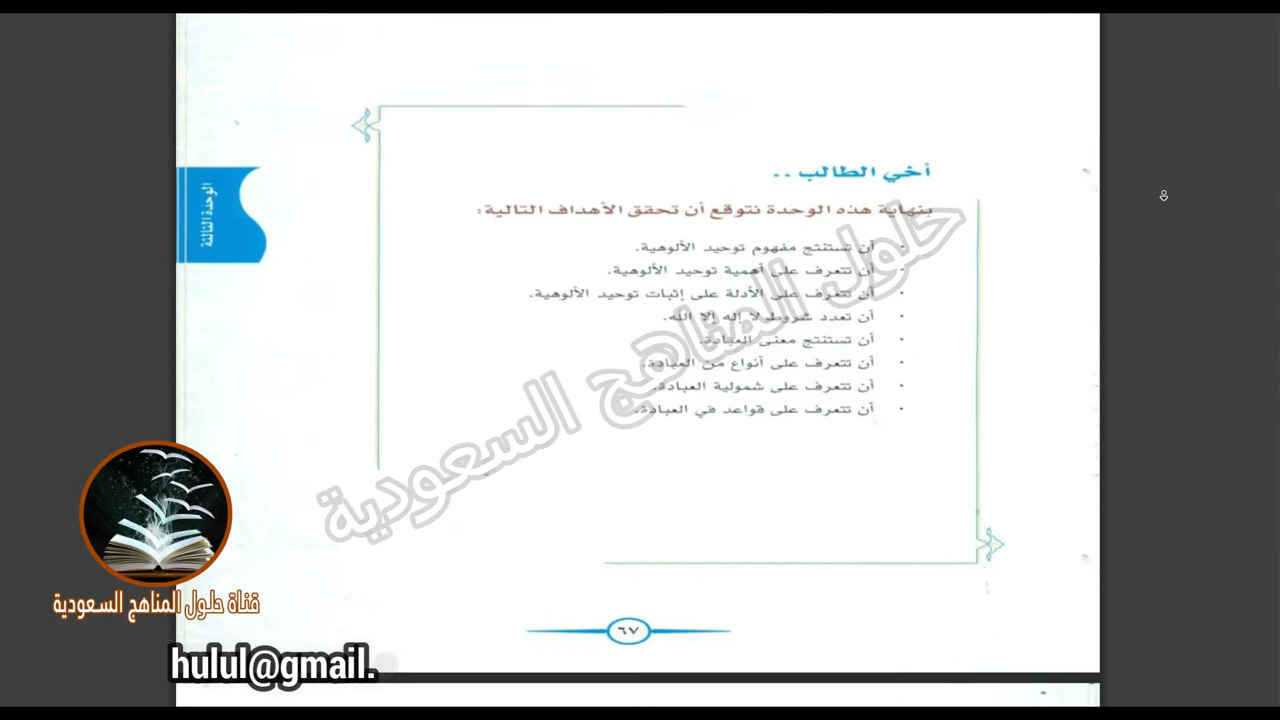 أخي الطالب . .
بنهاية هذه الوحدة نتوقع أن تحقق الأهداف التالية:
· أن تستنتج مفهوم توحيد الألوهية.
· أن تتعرف على أهمية توحيد الألوهية.
· أن تتعرف على الأدلة على إثبات توحيد الألوهية.
· أن تعدد شروط لا إله إلا الله.
· أن تستنتج معنى العبادة.
· أن تتعرف على أنواع من العبادة.
· أن تتعرف على شمولية العبادة.
· أن تتعرف على قواعد في العبادة.
الوحدة الثالثة
حلول المناهج السعودية
٦٧
قناة حلول المناهج السعودية
hulul@gmail.